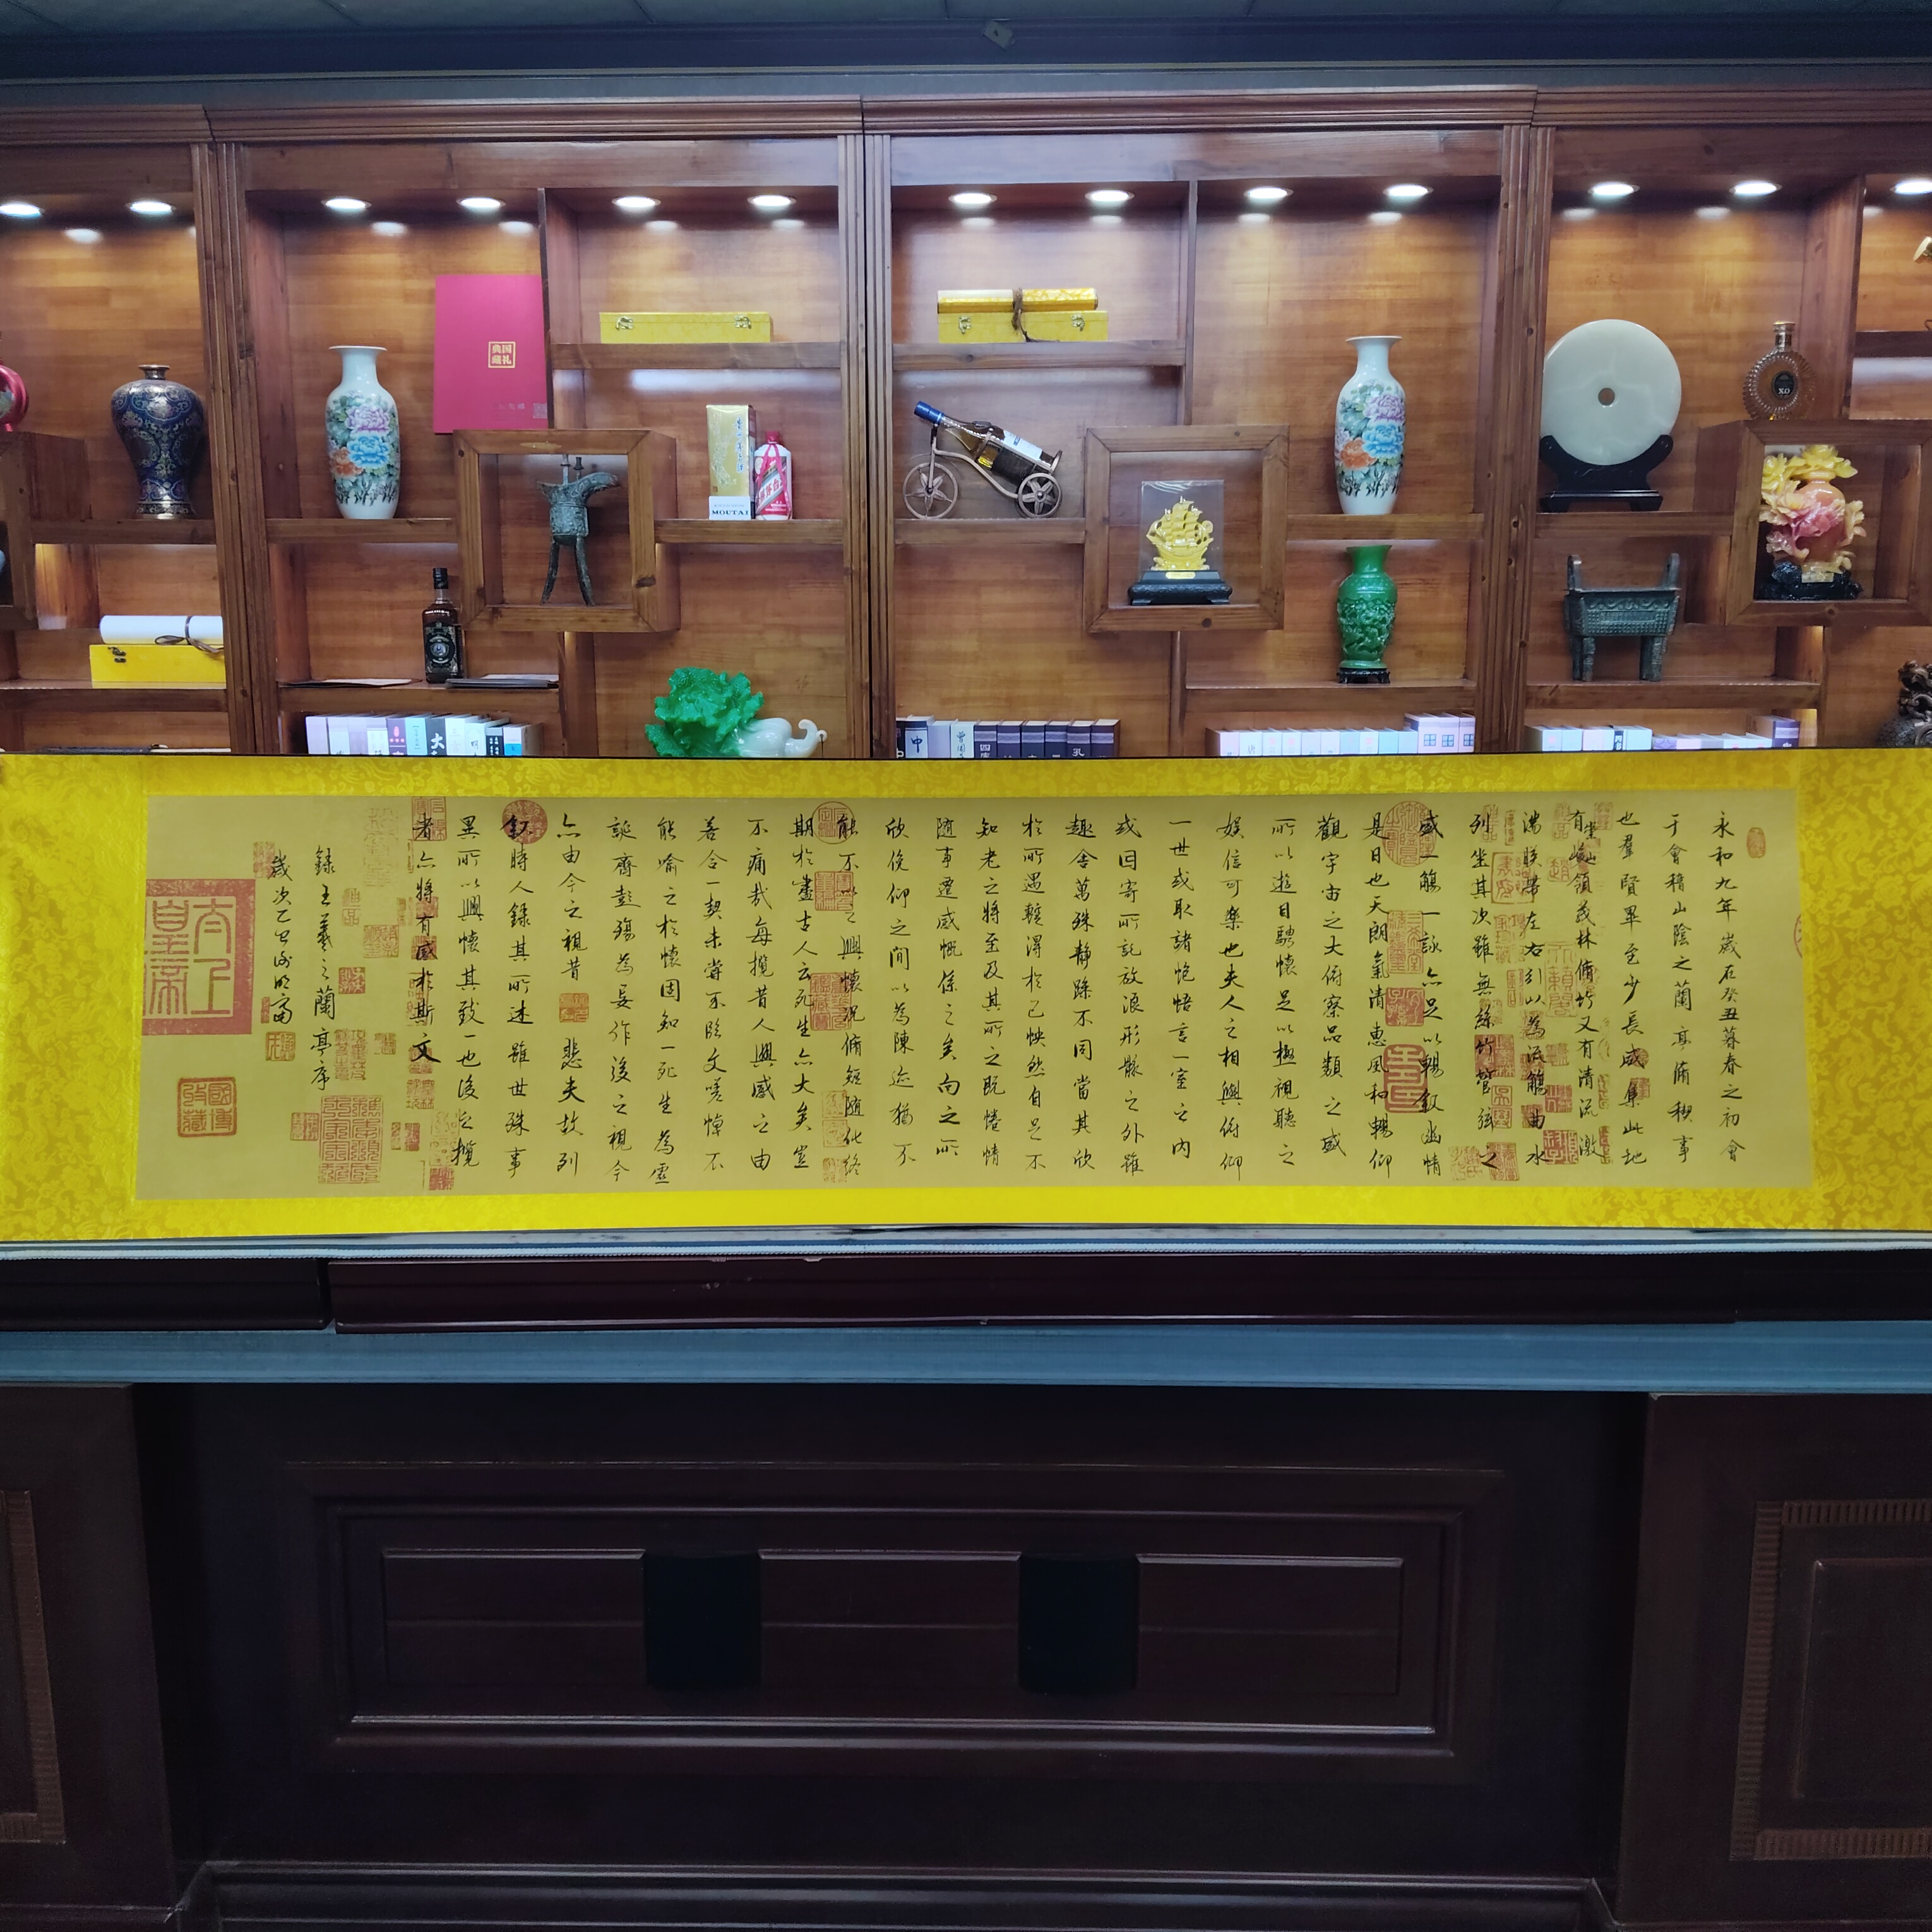 永和九年歲在癸丑暮春之初會
于會稽山陰之蘭亭脩稧事
也羣賢畢至少長咸集此地
有崇峻領茂林脩竹又有清流激
湍暎帶左右引以為流觴曲水
列坐其次雖無絲竹管弦之
盛一觴一詠亦足以暢叙幽情
是日也天朗氣清惠風和暢仰
觀宇宙之大俯察品類之盛
所以遊目騁懷足以極視聽之
娛信可樂也夫人之相與俯仰
一世或取諸懷悟言一室之內
或因寄所託放浪形骸之外雖
趣舍萬殊靜躁不同當其欣
於所遇暫得於己怏然自足不
知老之將至及其所之既惓情
隨事遷感慨係之矣向之所
欣俛仰之間以為陳迹猶不
能不以之興懷況脩短隨化終
期於盡古人云死生亦大矣豈
不痛哉每攬昔人興感之由
若合一契未嘗不臨文嗟悼不
能喻之於懷固知一死生為虛
誕齊彭殤為妄作後之視今
亦由今之視昔悲夫故列
叙時人錄其所述雖世殊事
異所以興懷其致一也後之攬
者亦將有感於斯文
錄王羲之蘭亭序
歲次乙巳
太上皇帝
國博收藏
國禮典藏
MOUTAI
XO